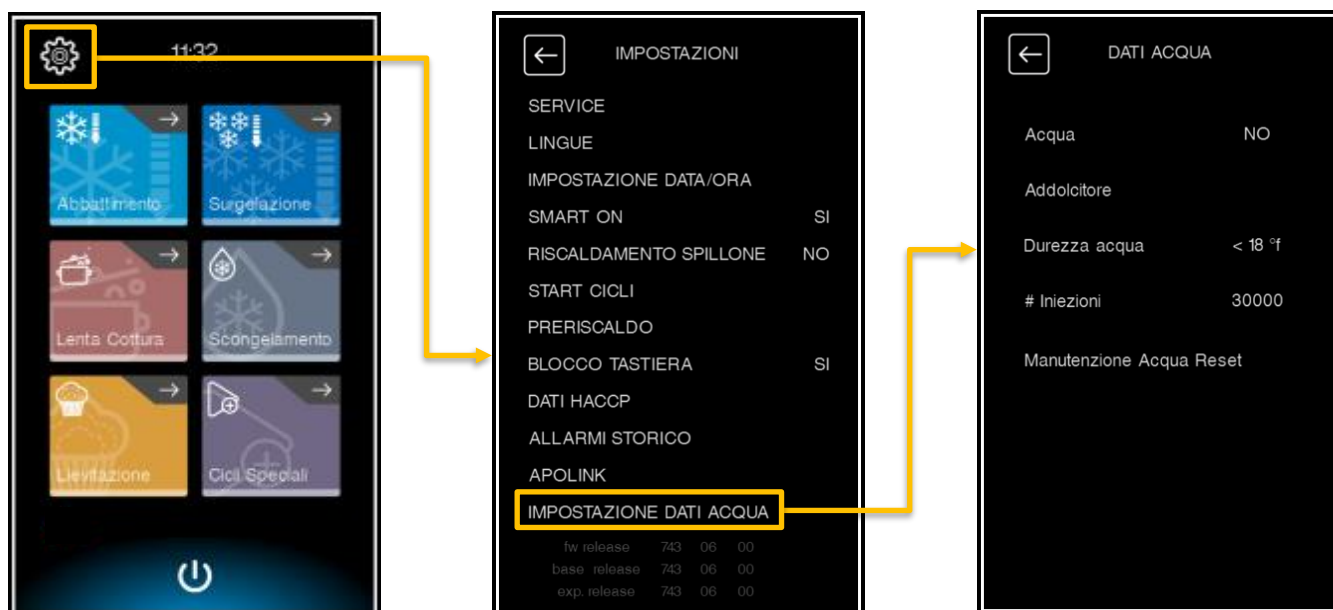 11:32
Abbattimento
Surgelazione
Lenta Cottura
Scongelamento
Lievitazione
Cicli Speciali
IMPOSTAZIONI
SERVICE
LINGUE
IMPOSTAZIONE DATA/ORA
SMART ON SI
RISCALDAMENTO SPILLONE NO
START CICLI
PRERISCALDO
BLOCCO TASTIERA SI
DATI HACCP
ALLARMI STORICO
APOLINK
IMPOSTAZIONE DATI ACQUA
fw release 743 06 00
base release 743 06 00
exp. release 743 06 00
DATI ACQUA
Acqua NO
Addolcitore
Durezza acqua < 18 °f
# Iniezioni 30000
Manutenzione Acqua Reset